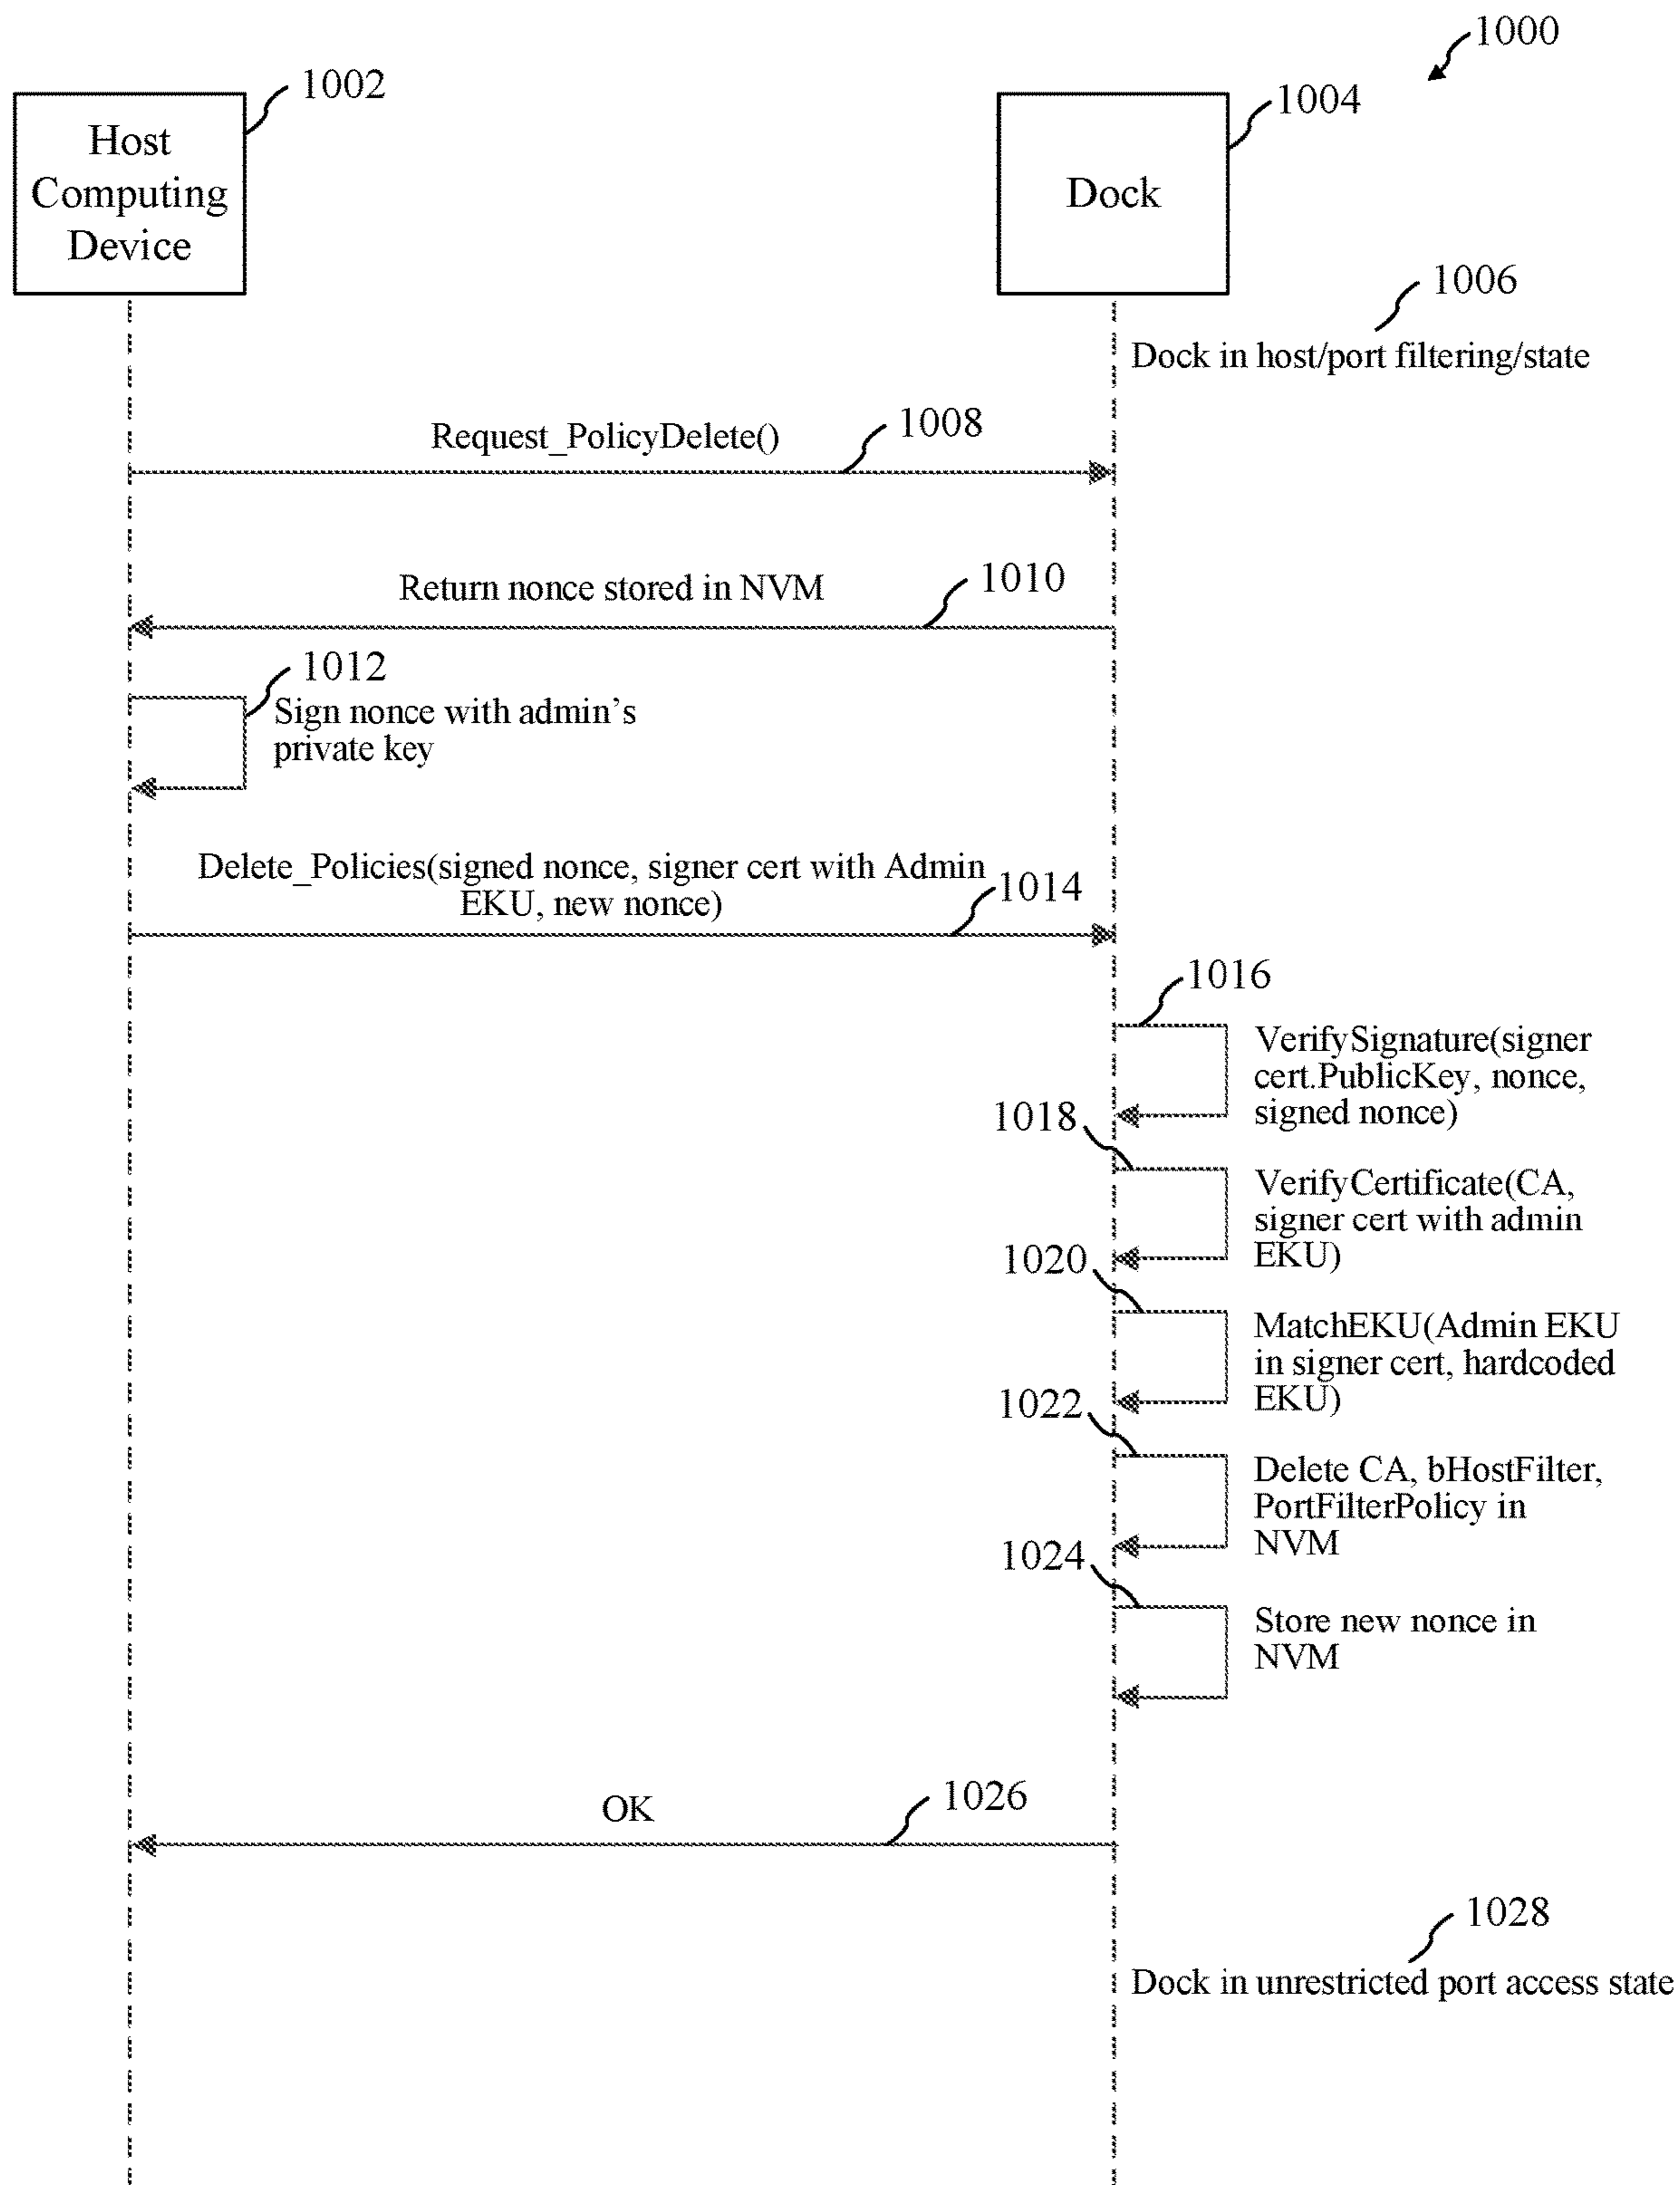 1000
1002
Host
Computing
Device
1004
Dock
1006
Dock in host/port filtering/state
1008
Request_PolicyDelete()
1010
Return nonce stored in NVM
1012
Sign nonce with admin's
private key
Delete_Policies(signed nonce, signer cert with Admin
EKU, new nonce)
1014
1016
VerifySignature(signer
cert.PublicKey, nonce,
signed nonce)
1018
VerifyCertificate(CA,
signer cert with admin
EKU)
1020
MatchEKU(Admin EKU
in signer cert, hardcoded
EKU)
1022
Delete CA, bHostFilter,
PortFilterPolicy in
NVM
1024
Store new nonce in
NVM
1026
OK
1028
Dock in unrestricted port access state